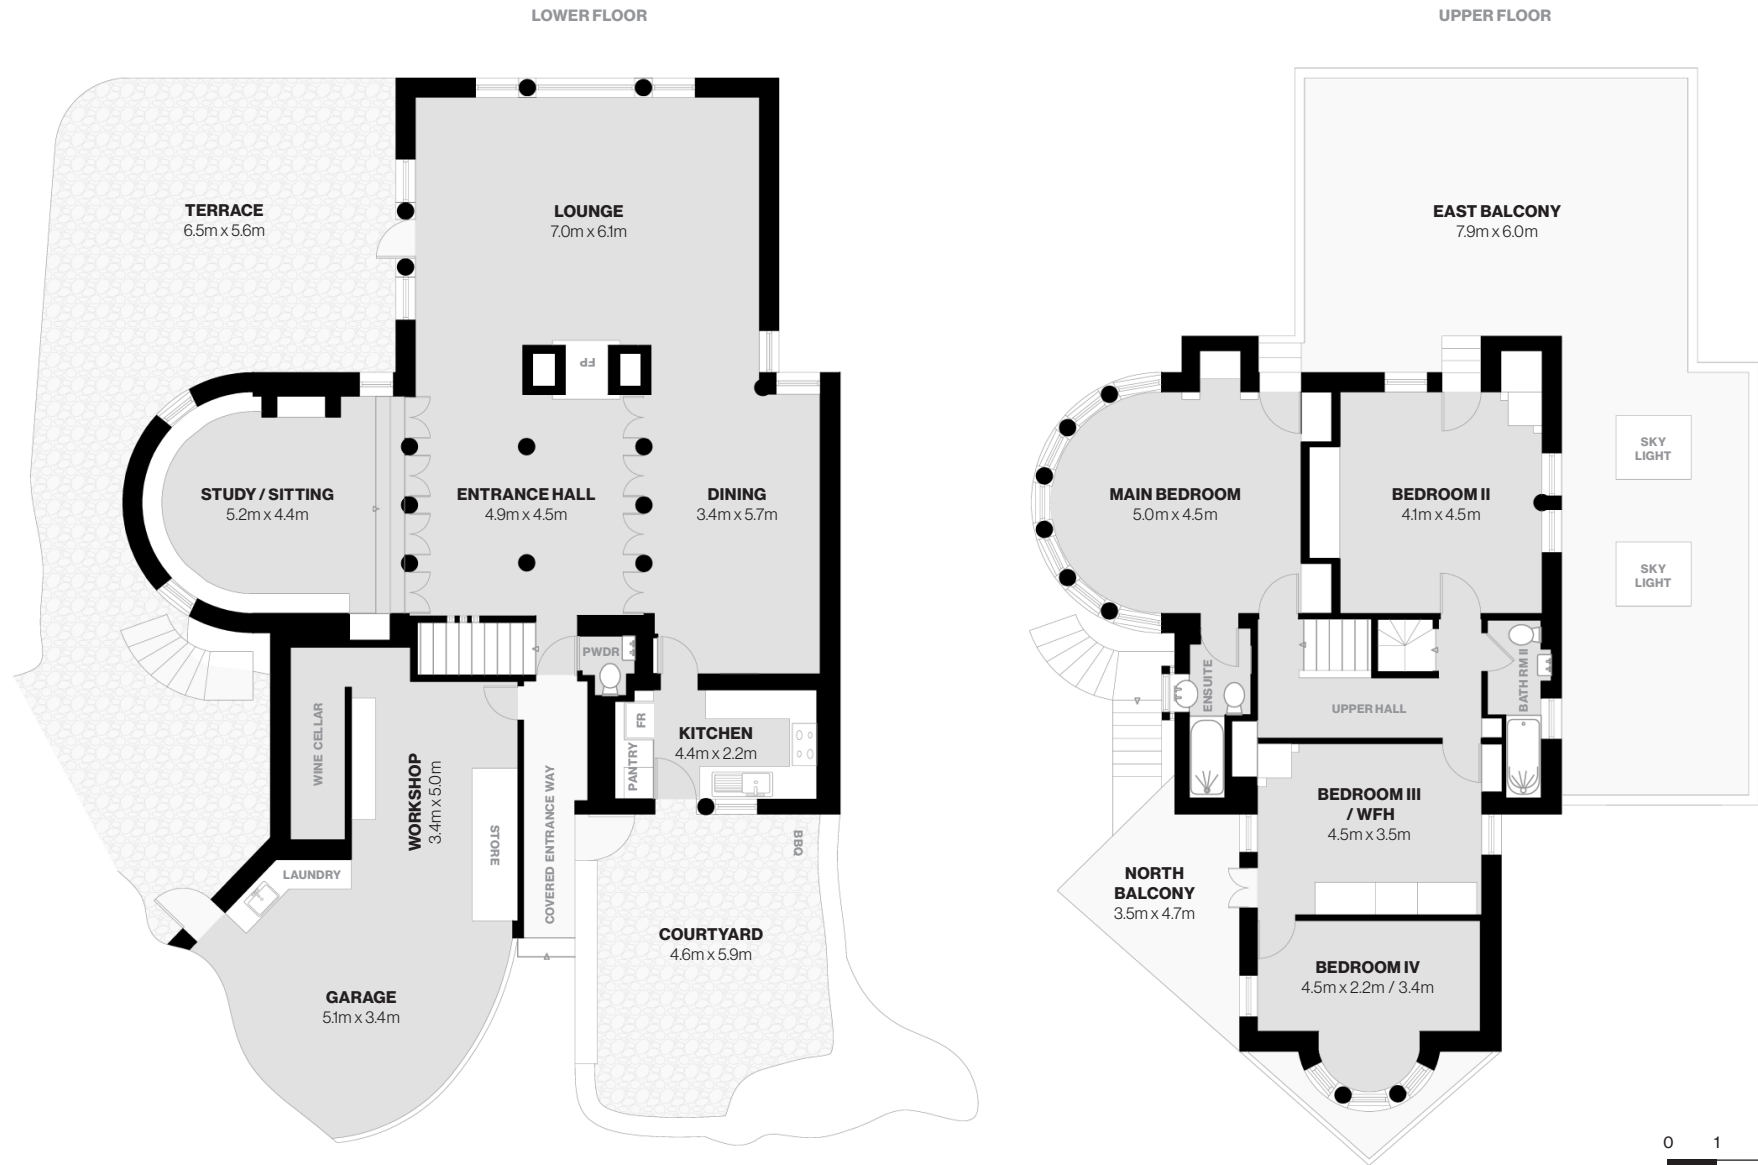 LOWER FLOOR
TERRACE
6.5m x 5.6m
LOUNGE
7.0m x 6.1m
FP
STUDY / SITTING
5.2m x 4.4m
ENTRANCE HALL
4.9m x 4.5m
DINING
3.4m x 5.7m
PWDR
WINE CELLAR
WORKSHOP
3.4m x 5.0m
STORE
COVERED ENTRANCE WAY
FR
PANTRY
KITCHEN
4.4m x 2.2m
BBQ
LAUNDRY
COURTYARD
4.6m x 5.9m
GARAGE
5.1m x 3.4m
UPPER FLOOR
EAST BALCONY
7.9m x 6.0m
SKY
LIGHT
MAIN BEDROOM
5.0m x 4.5m
BEDROOM II
4.1m x 4.5m
SKY
LIGHT
ENSUITE
BATH RM II
UPPER HALL
BEDROOM III
/ WFH
4.5m x 3.5m
NORTH
BALCONY
3.5m x 4.7m
BEDROOM IV
4.5m x 2.2m / 3.4m
0 1